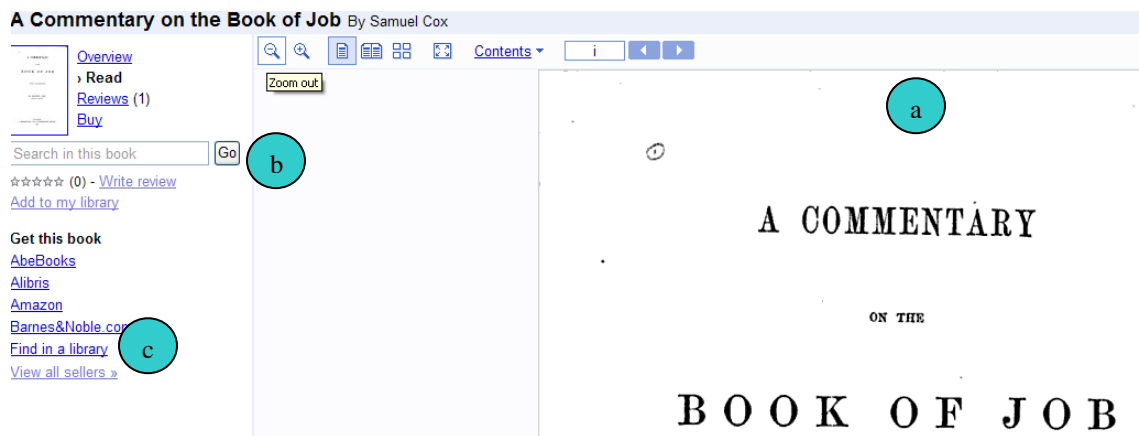 A Commentary on the Book of Job By Samuel Cox
Overview
› Read
Reviews (1)
Buy
Contents
i
Zoom out
Search in this book Go
☆☆☆☆☆ (0) - Write review
Add to my library
Get this book
AbeBooks
Alibris
Amazon
Barnes&Noble.com
Find in a library
View all sellers »
a
b
c
A COMMENTARY
ON THE
BOOK OF JOB